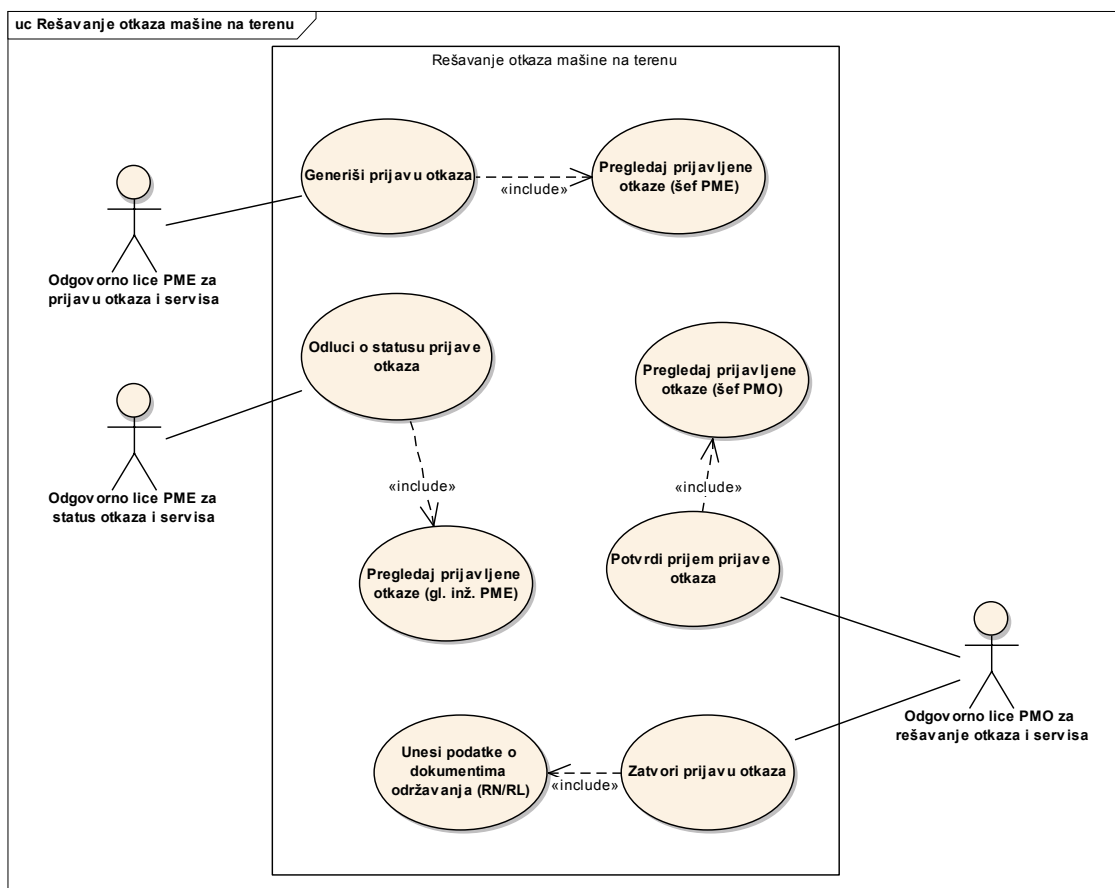 uc Rešavanje otkaza mašine na terenu
Rešavanje otkaza mašine na terenu
Generiši prijavu otkaza
«include»
Pregledaj prijavljene
otkaze (šef PME)
Odgovorno lice PME za
prijavu otkaza i servisa
Odluci o statusu prijave
otkaza
Pregledaj prijavljene
otkaze (šef PMO)
Odgovorno lice PME za
status otkaza i servisa
«include»
«include»
Pregledaj prijavljene
otkaze (gl. inž. PME)
Potvrdi prijem prijave
otkaza
Odgovorno lice PMO za
rešavanje otkaza i servisa
Unesi podatke o
dokumentima
održavanja (RN/RL)
«include»
Zatvori prijavu otkaza